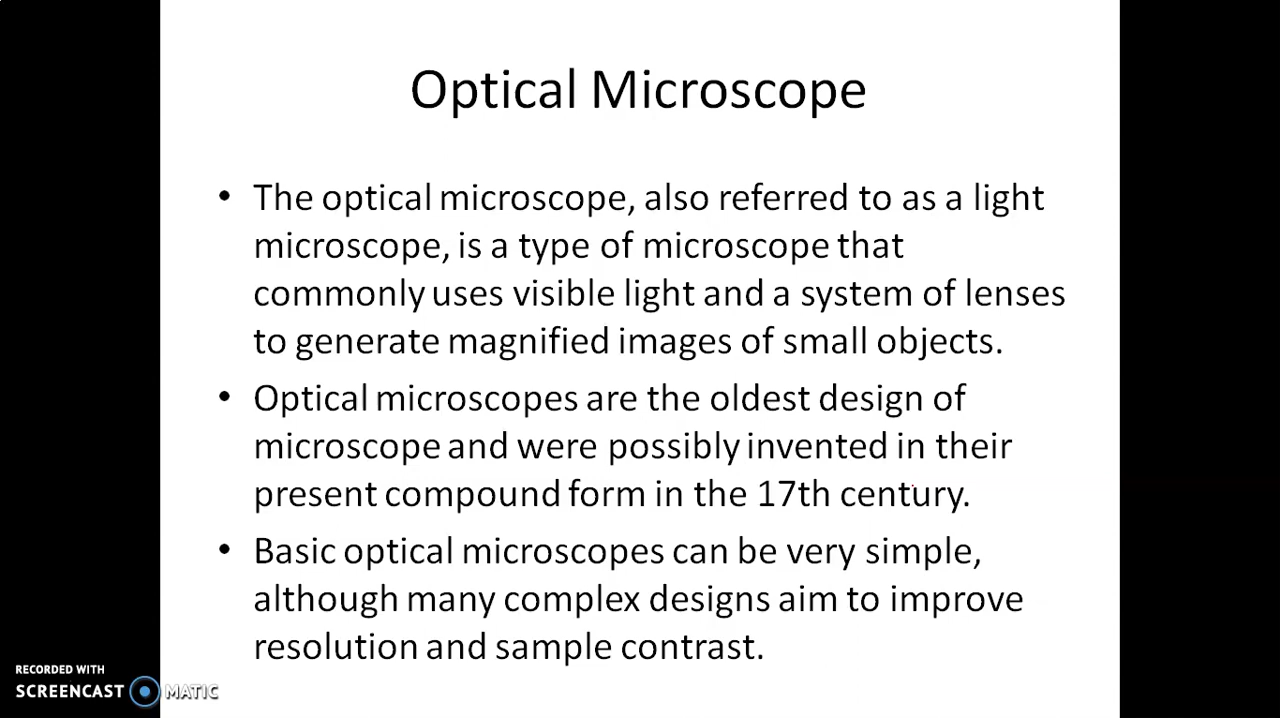 Optical Microscope
• The optical microscope, also referred to as a light
microscope, is a type of microscope that
commonly uses visible light and a system of lenses
to generate magnified images of small objects.
• Optical microscopes are the oldest design of
microscope and were possibly invented in their
present compound form in the 17th century.
• Basic optical microscopes can be very simple,
although many complex designs aim to improve
resolution and sample contrast.
RECORDED WITH
SCREENCAST MATIC